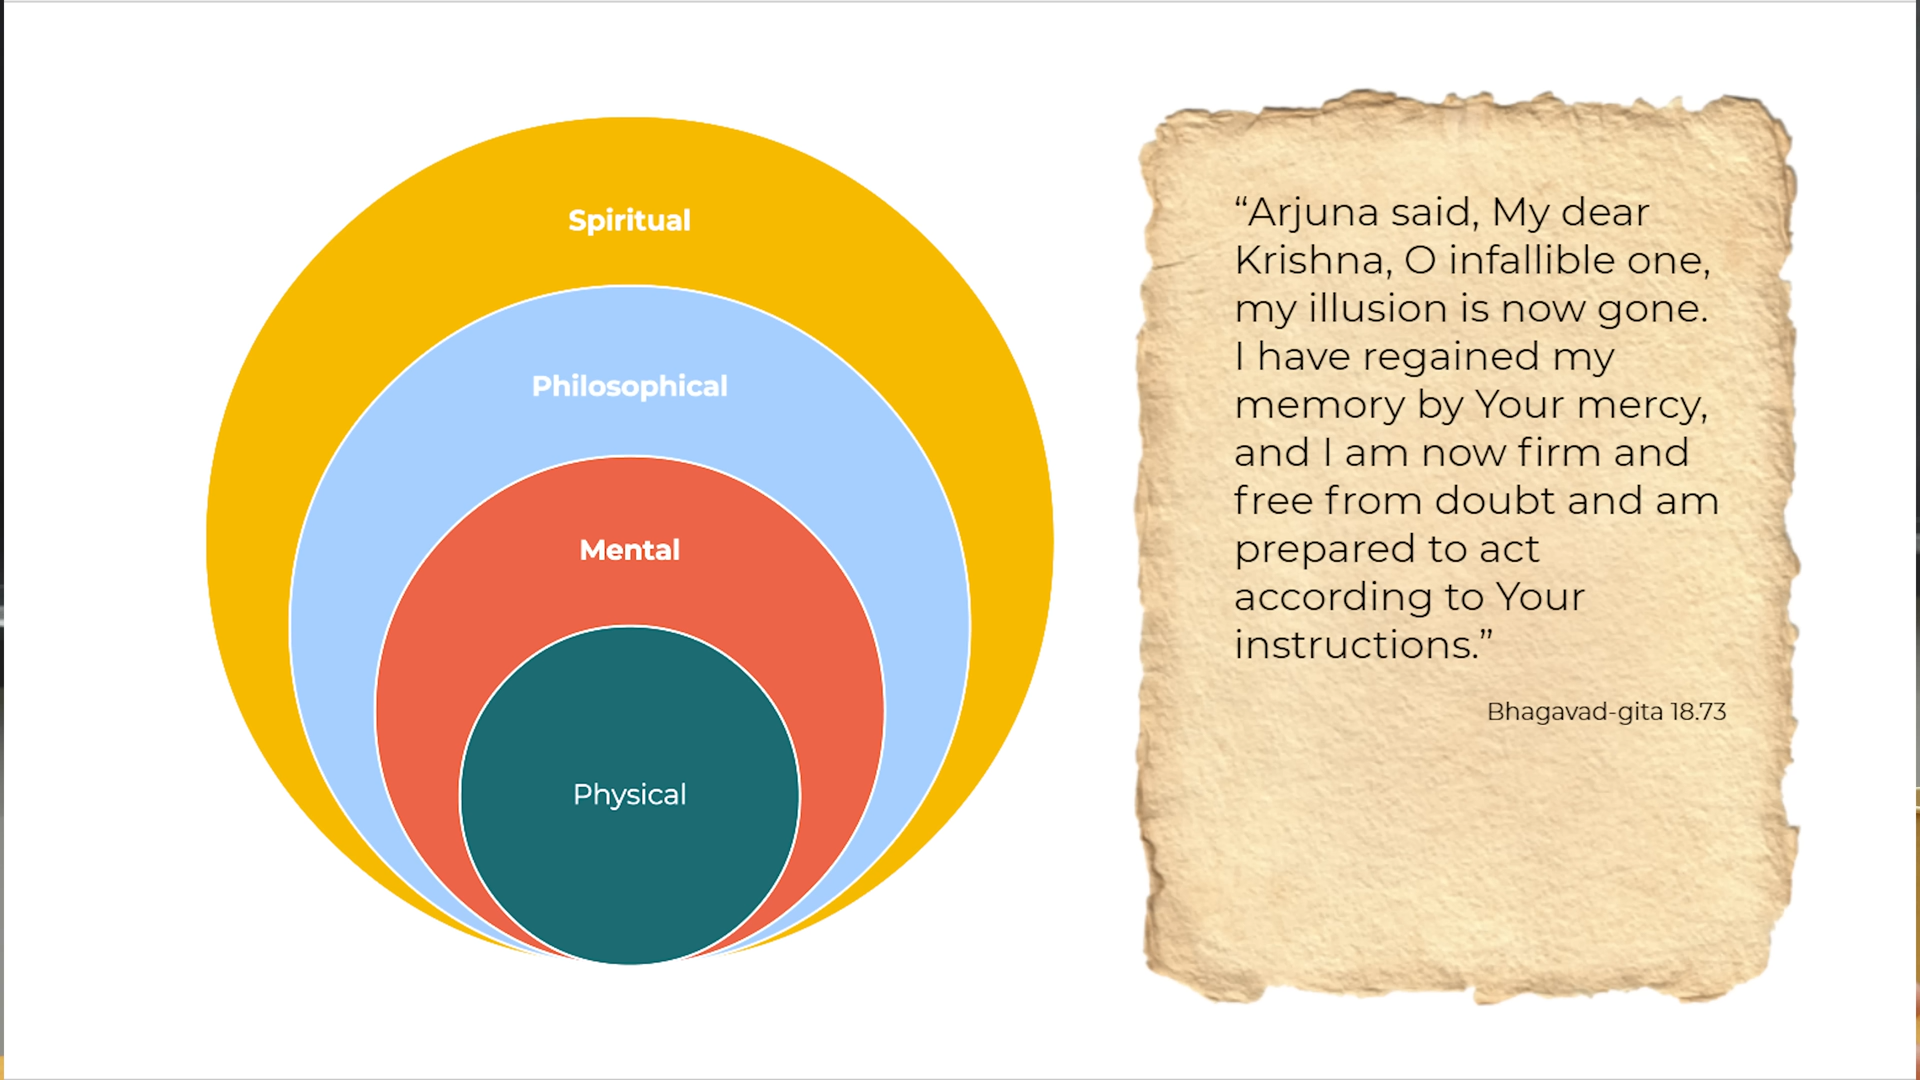 Spiritual
Philosophical
Mental
Physical
“Arjuna said, My dear
Krishna, O infallible one,
my illusion is now gone.
I have regained my
memory by Your mercy,
and I am now firm and
free from doubt and am
prepared to act
according to Your
instructions.”
Bhagavad-gita 18.73